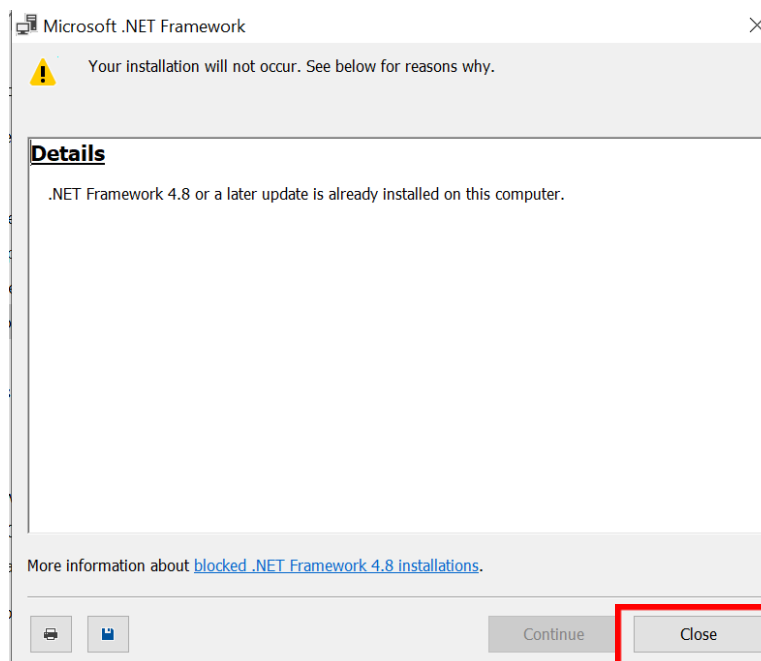 Microsoft .NET Framework
Your installation will not occur. See below for reasons why.
Details
.NET Framework 4.8 or a later update is already installed on this computer.
More information about blocked .NET Framework 4.8 installations.
Continue
Close